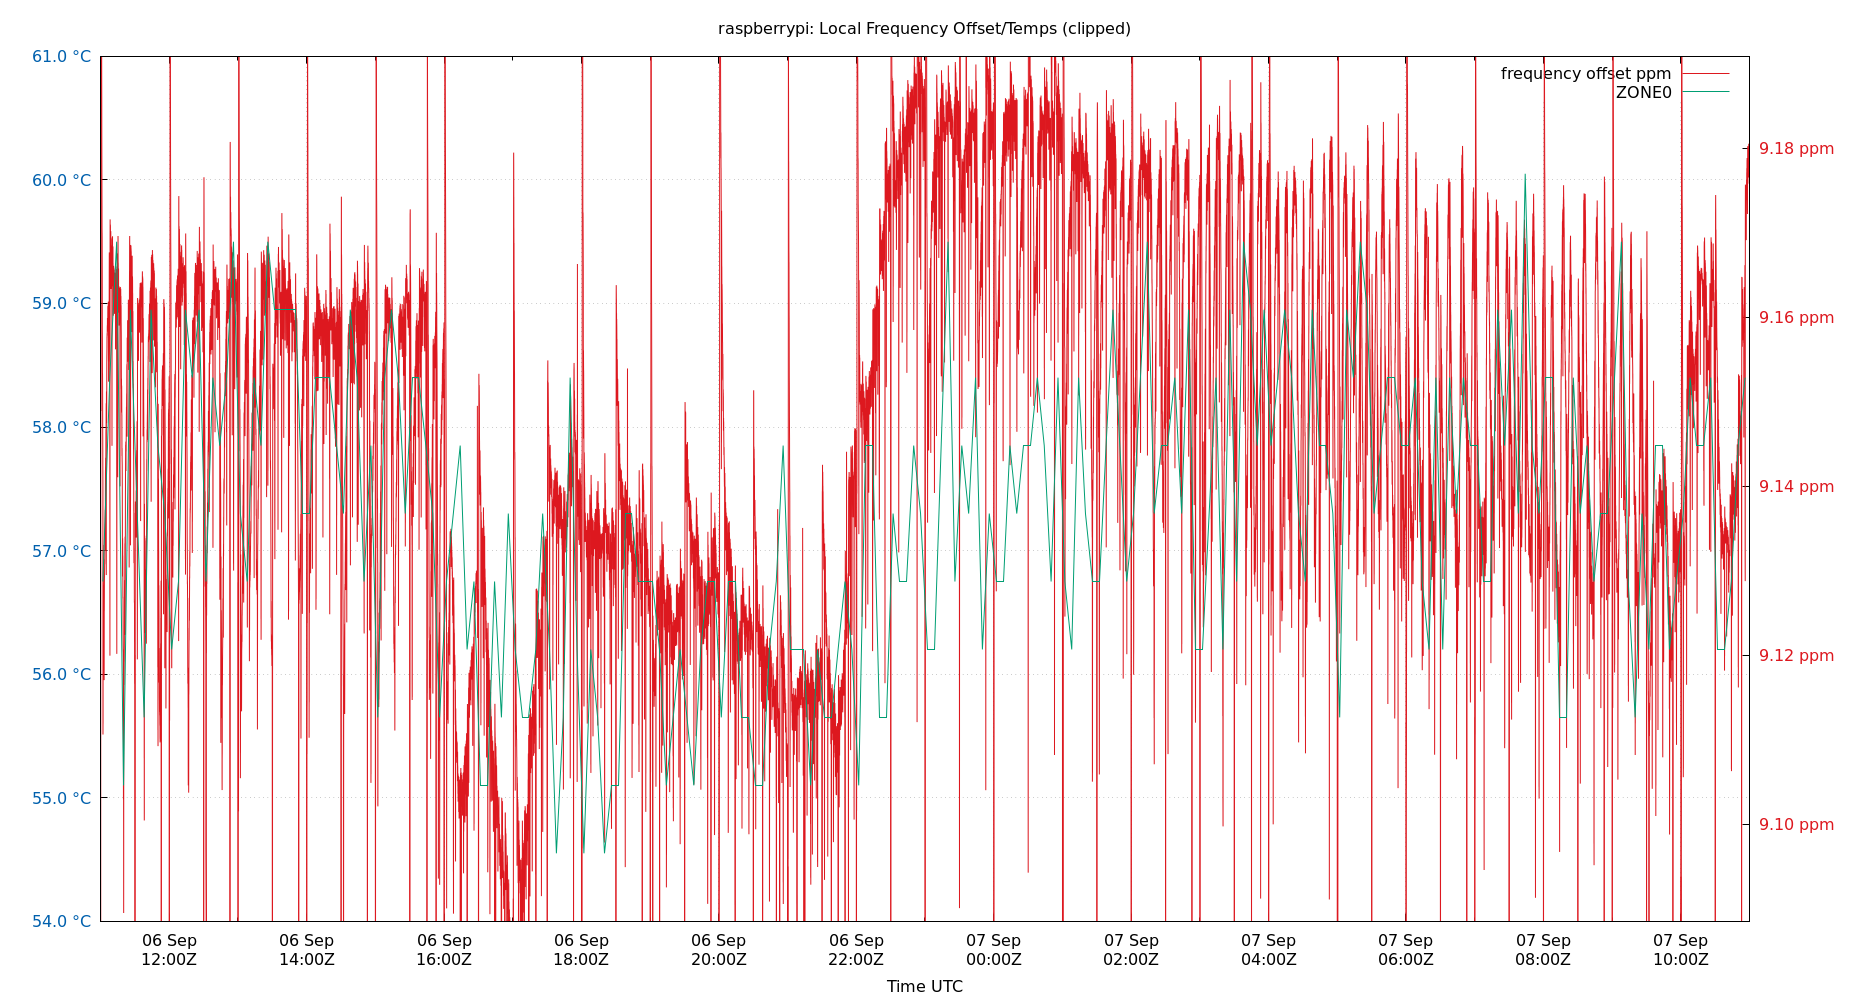 raspberrypi: Local Frequency Offset/Temps (clipped)
frequency offset ppm
ZONE0
61.0 °C
60.0 °C
59.0 °C
58.0 °C
57.0 °C
56.0 °C
55.0 °C
54.0 °C
9.18 ppm
9.16 ppm
9.14 ppm
9.12 ppm
9.10 ppm
06 Sep 06 Sep 06 Sep 06 Sep 06 Sep 06 Sep 07 Sep 07 Sep 07 Sep 07 Sep 07 Sep 07 Sep
12:00Z 14:00Z 16:00Z 18:00Z 20:00Z 22:00Z 00:00Z 02:00Z 04:00Z 06:00Z 08:00Z 10:00Z
Time UTC